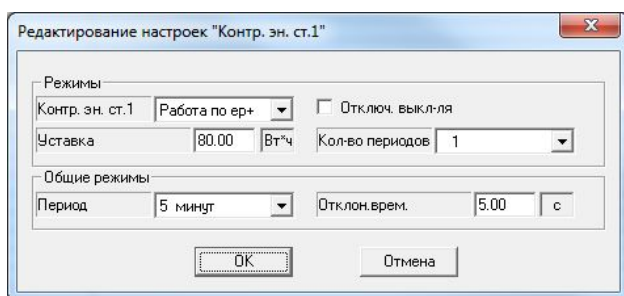 Редактирование настроек "Контр. эн. ст.1"
Режимы
Контр. эн. ст.1 Работа по ер+ Отключ. выкл-ля
Уставка 80.00 Вт*ч Кол-во периодов 1
Общие режимы
Период 5 минут Отклон.врем. 5.00 с
OK Отмена